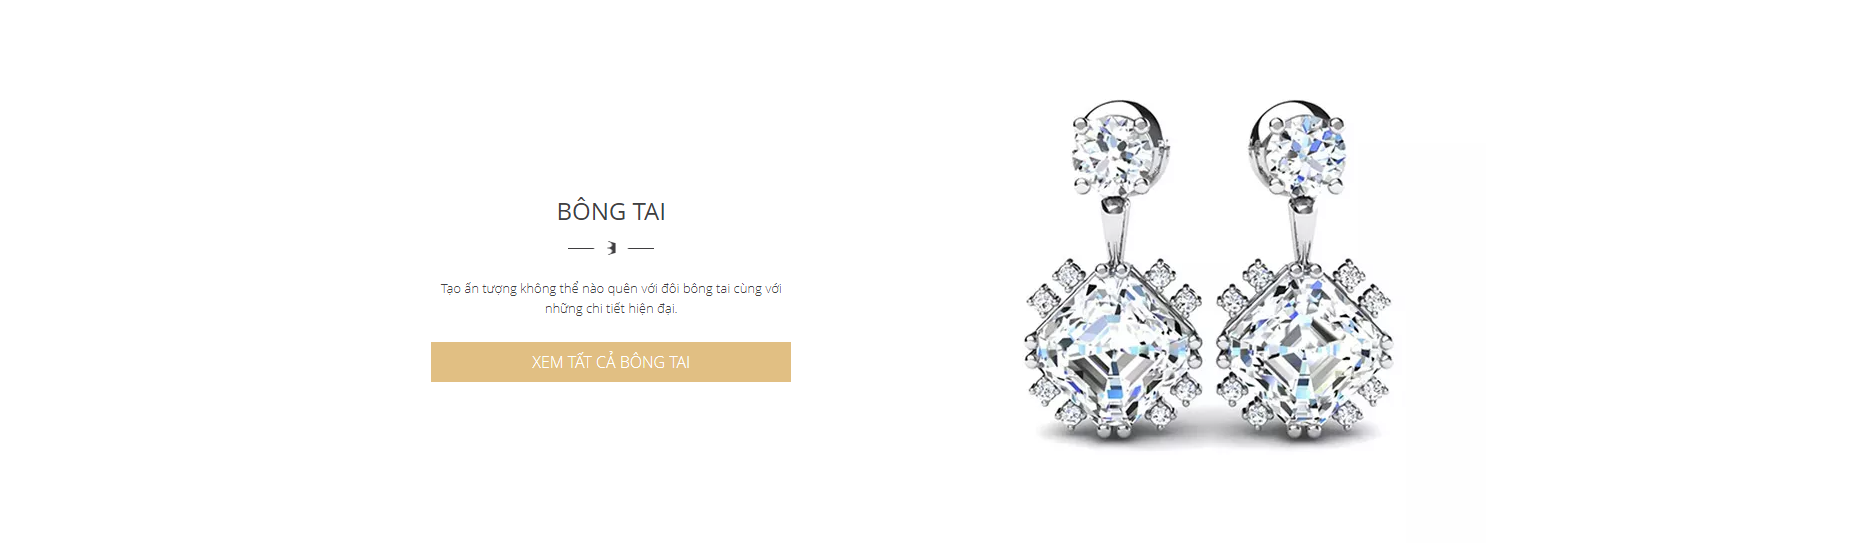 BÔNG TAI
Tạo ấn tượng không thể nào quên với đôi bông tai cùng với
những chi tiết hiện đại.
XEM TẤT CẢ BÔNG TAI